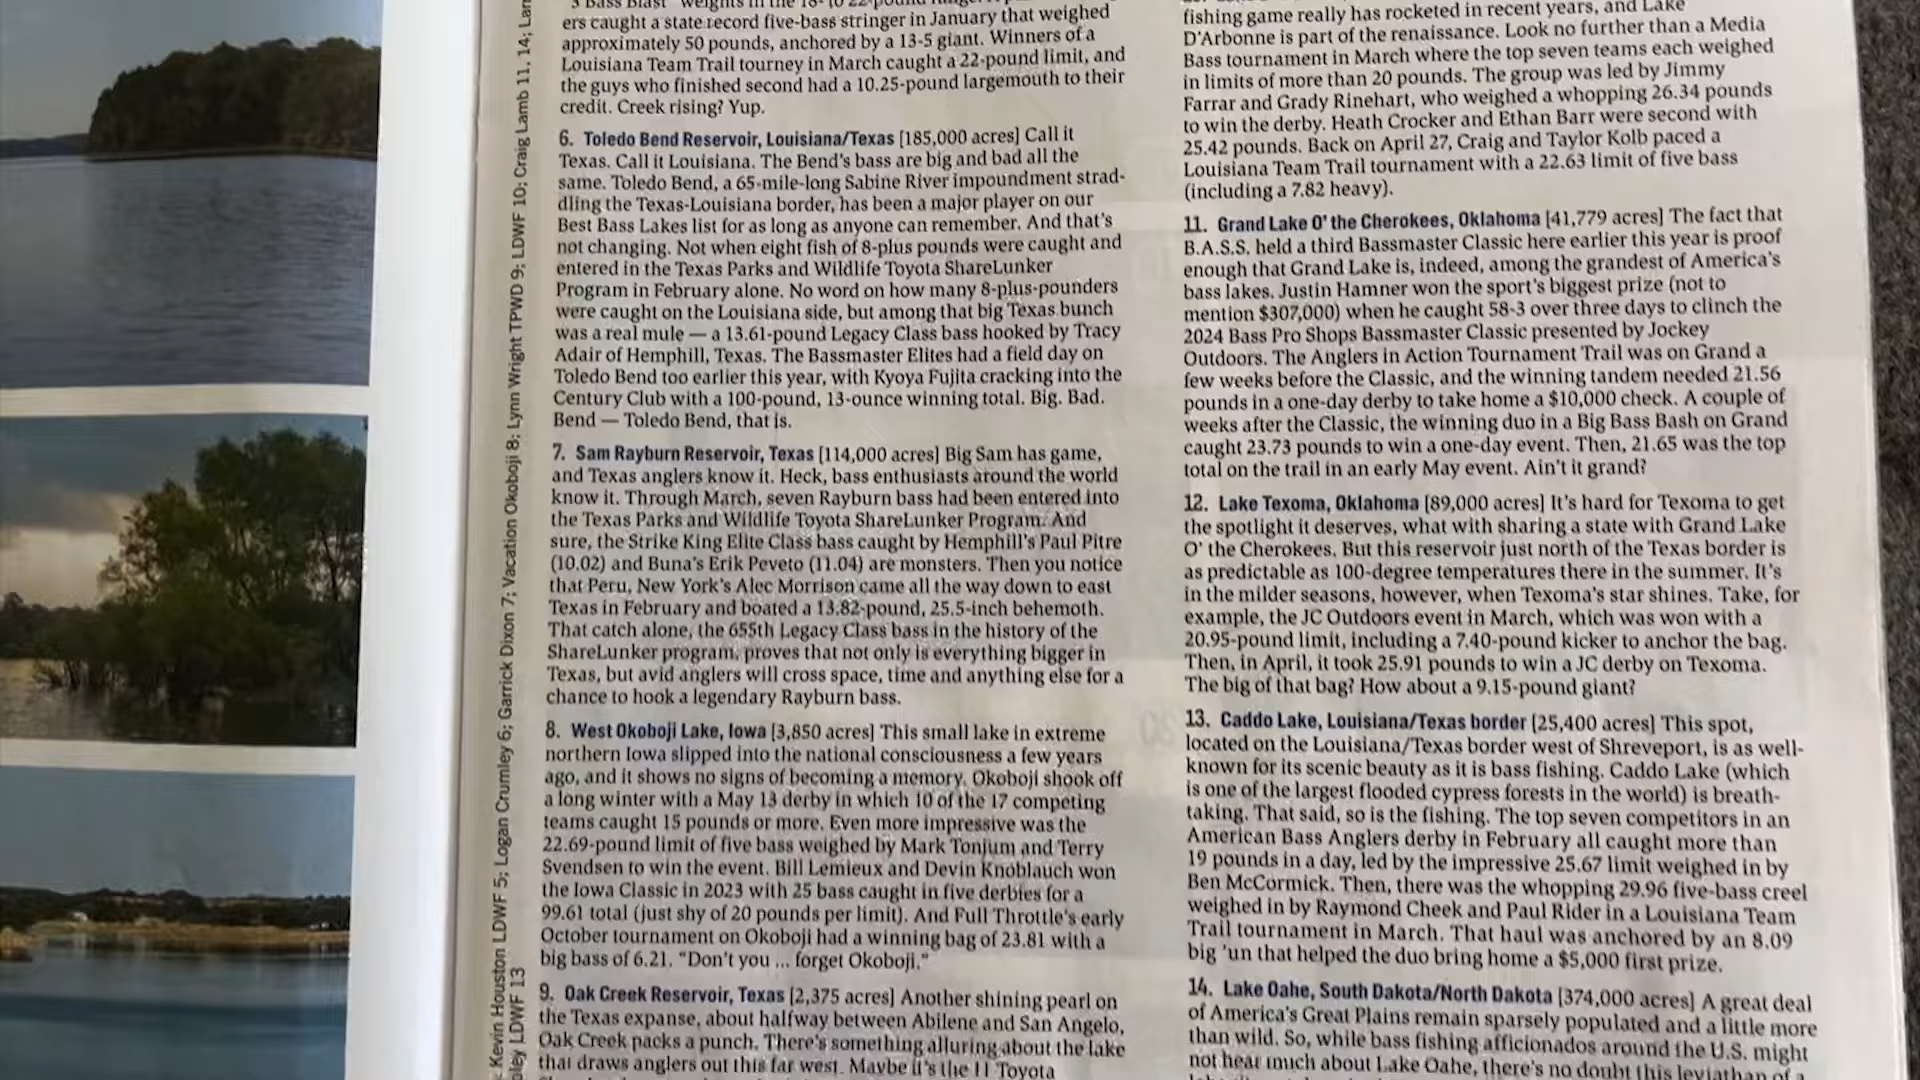 ers caught a state record five-bass stringer in January that weighed
approximately 50 pounds, anchored by a 13-5 giant. Winners of a
Louisiana Team Trail tourney in March caught a 22-pound limit, and
the guys who finished second had a 10.25-pound largemouth to their
credit. Creek rising? Yup.
6. Toledo Bend Reservoir, Louisiana/Texas [185,000 acres] Call it
Texas. Call it Louisiana. The Bend's bass are big and bad all the
same. Toledo Bend, a 65-mile-long Sabine River impoundment strad-
dling the Texas-Louisiana border, has been a major player on our
Best Bass Lakes list for as long as anyone can remember. And that's
not changing. Not when eight fish of 8-plus pounds were caught and
entered in the Texas Parks and Wildlife Toyota ShareLunker
Program in February alone. No word on how many 8-plus-pounders
were caught on the Louisiana side, but among that big Texas bunch
was a real mule — a 13.61-pound Legacy Class bass hooked by Tracy
Adair of Hemphill, Texas. The Bassmaster Elites had a field day on
Toledo Bend too earlier this year, with Kyoya Fujita cracking into the
Century Club with a 100-pound, 13-ounce winning total. Big. Bad.
Bend — Toledo Bend, that is.
7. Sam Rayburn Reservoir, Texas [114,000 acres] Big Sam has game,
and Texas anglers know it. Heck, bass enthusiasts around the world
know it. Through March, seven Rayburn bass had been entered into
the Texas Parks and Wildlife Toyota ShareLunker Program. And
sure, the Strike King Elite Class bass caught by Hemphill's Paul Pitre
(10.02) and Buna's Erik Peveto (11.04) are monsters. Then you notice
that Peru, New York's Alec Morrison came all the way down to east
Texas in February and boated a 13.82-pound, 25.5-inch behemoth.
That catch alone, the 655th Legacy Class bass in the history of the
ShareLunker program, proves that not only is everything bigger in
Texas, but avid anglers will cross space, time and anything else for a
chance to hook a legendary Rayburn bass.
8. West Okoboji Lake, Iowa [3,850 acres] This small lake in extreme
northern Iowa slipped into the national consciousness a few years
ago, and it shows no signs of becoming a memory. Okoboji shook off
a long winter with a May 13 derby in which 10 of the 17 competing
teams caught 15 pounds or more. Even more impressive was the
22.69-pound limit of five bass weighed by Mark Tonjum and Terry
Svendsen to win the event. Bill Lemieux and Devin Knoblauch won
the Iowa Classic in 2023 with 25 bass caught in five derbies for a
99.61 total (just shy of 20 pounds per limit). And Full Throttle's early
October tournament on Okoboji had a winning bag of 23.81 with a
big bass of 6.21. “Don't you ... forget Okoboji.”
9. Oak Creek Reservoir, Texas [2,375 acres] Another shining pearl on
the Texas expanse, about halfway between Abilene and San Angelo,
Oak Creek packs a punch. There's something alluring about the lake
that draws anglers out this far west. Maybe it's the 11 Toyota
fishing game really has rocketed in recent years, and Lake
D'Arbonne is part of the renaissance. Look no further than a Media
Bass tournament in March where the top seven teams each weighed
in limits of more than 20 pounds. The group was led by Jimmy
Farrar and Grady Rinehart, who weighed a whopping 26.34 pounds
to win the derby. Heath Crocker and Ethan Barr were second with
25.42 pounds. Back on April 27, Craig and Taylor Kolb paced a
Louisiana Team Trail tournament with a 22.63 limit of five bass
(including a 7.82 heavy).
11. Grand Lake O' the Cherokees, Oklahoma [41,779 acres] The fact that
B.A.S.S. held a third Bassmaster Classic here earlier this year is proof
enough that Grand Lake is, indeed, among the grandest of America's
bass lakes. Justin Hamner won the sport's biggest prize (not to
mention $307,000) when he caught 58-3 over three days to clinch the
2024 Bass Pro Shops Bassmaster Classic presented by Jockey
Outdoors. The Anglers in Action Tournament Trail was on Grand a
few weeks before the Classic, and the winning tandem needed 21.56
pounds in a one-day derby to take home a $10,000 check. A couple of
weeks after the Classic, the winning duo in a Big Bass Bash on Grand
caught 23.73 pounds to win a one-day event. Then, 21.65 was the top
total on the trail in an early May event. Ain't it grand?
12. Lake Texoma, Oklahoma [89,000 acres] It's hard for Texoma to get
the spotlight it deserves, what with sharing a state with Grand Lake
O' the Cherokees. But this reservoir just north of the Texas border is
as predictable as 100-degree temperatures there in the summer. It's
in the milder seasons, however, when Texoma's star shines. Take, for
example, the JC Outdoors event in March, which was won with a
20.95-pound limit, including a 7.40-pound kicker to anchor the bag.
Then, in April, it took 25.91 pounds to win a JC derby on Texoma.
The big of that bag? How about a 9.15-pound giant?
13. Caddo Lake, Louisiana/Texas border [25,400 acres] This spot,
located on the Louisiana/Texas border west of Shreveport, is as well-
known for its scenic beauty as it is bass fishing. Caddo Lake (which
is one of the largest flooded cypress forests in the world) is breath-
taking. That said, so is the fishing. The top seven competitors in an
American Bass Anglers derby in February all caught more than
19 pounds in a day, led by the impressive 25.67 limit weighed in by
Ben McCormick. Then, there was the whopping 29.96 five-bass creel
weighed in by Raymond Cheek and Paul Rider in a Louisiana Team
Trail tournament in March. That haul was anchored by an 8.09
big 'un that helped the duo bring home a $5,000 first prize.
14. Lake Oahe, South Dakota/North Dakota [374,000 acres] A great deal
of America's Great Plains remain sparsely populated and a little more
than wild. So, while bass fishing afficionados around the U.S. might
not hear much about Lake Oahe, there's no doubt this leviathan of a
Kevin Houston LDWF 5; Logan Crumley 6; Garrick Dixon 7; Vacation Okoboji 8; Lynn Wright TPWD 9; LDWF 10; Craig Lamb 11, 14;
LDWF 13